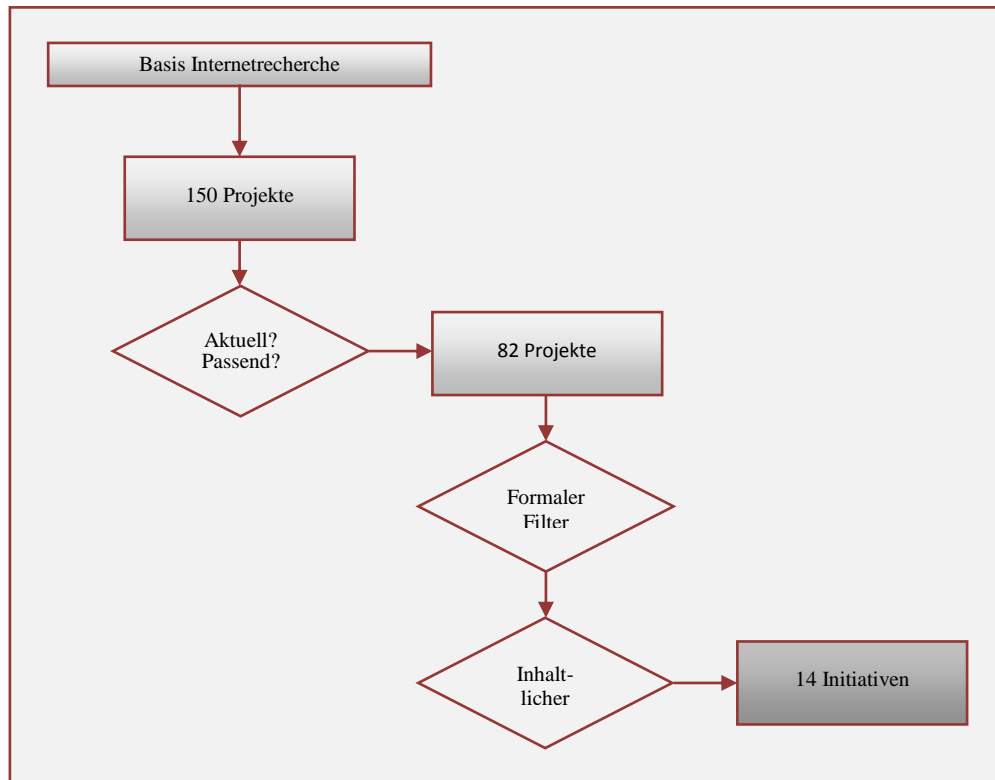 Basis Internetrecherche
150 Projekte
Aktuell?
Passend?
82 Projekte
Formaler
Filter
Inhalt-
licher
14 Initiativen